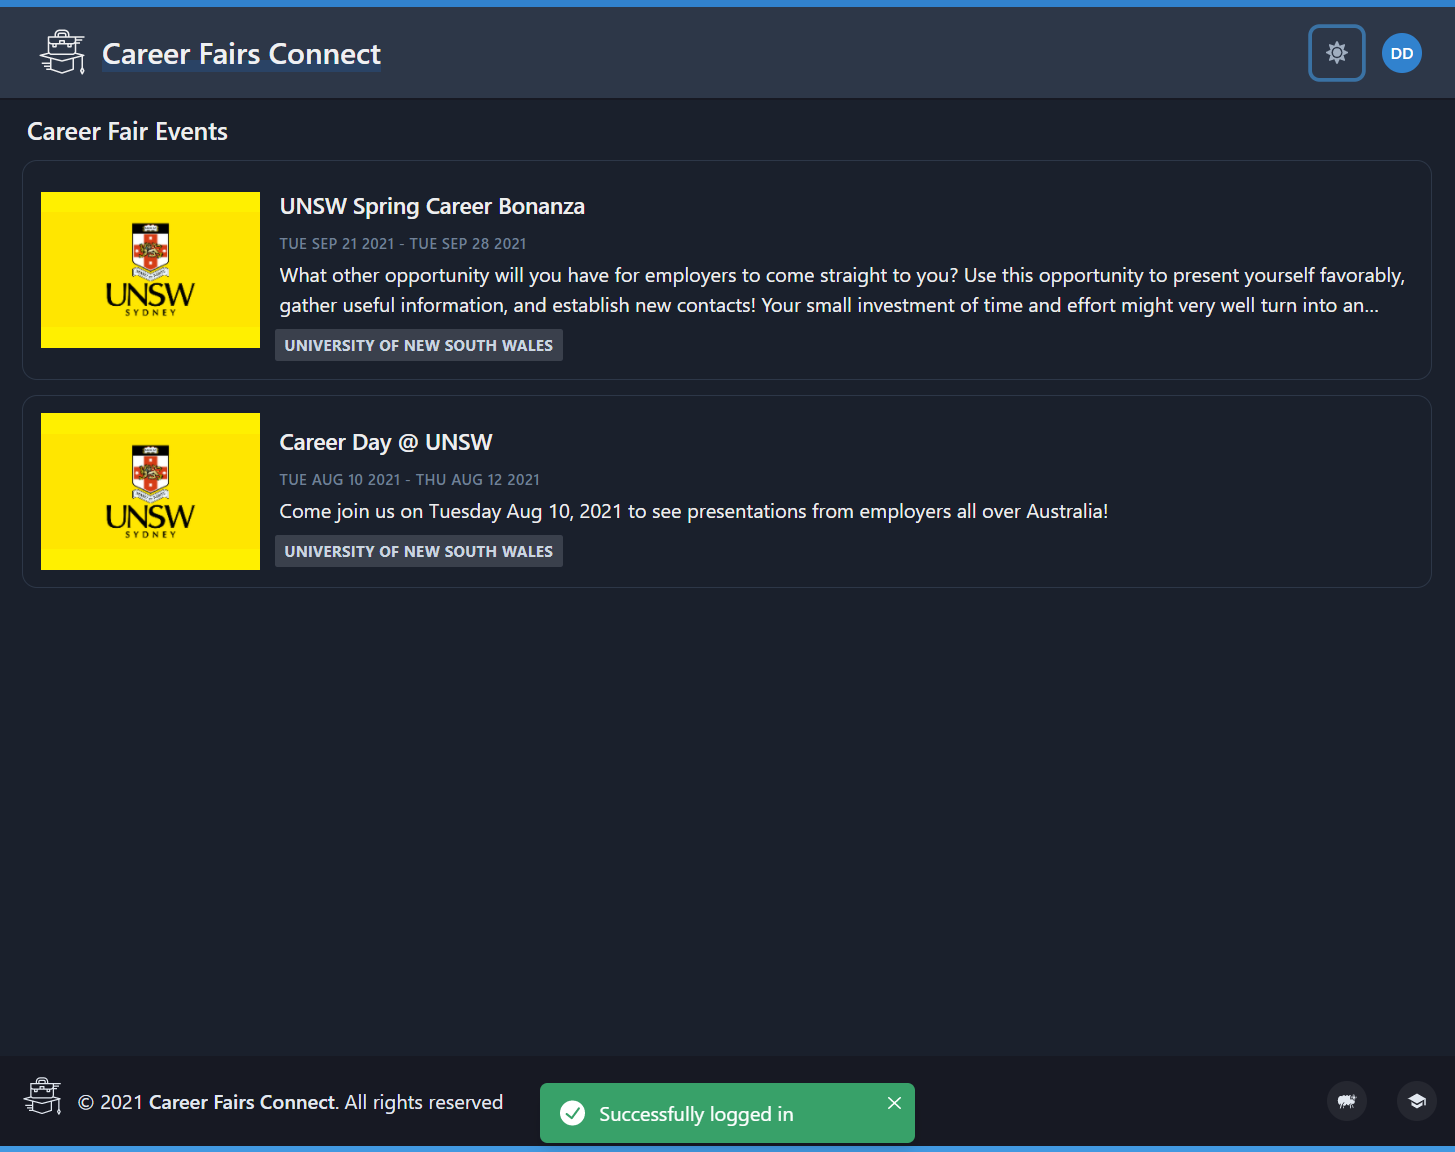 Career Fairs Connect
DD
Career Fair Events
UNSW
SYDNEY
UNSW Spring Career Bonanza
TUE SEP 21 2021 - TUE SEP 28 2021
What other opportunity will you have for employers to come straight to you? Use this opportunity to present yourself favorably,
gather useful information, and establish new contacts! Your small investment of time and effort might very well turn into an...
UNIVERSITY OF NEW SOUTH WALES
UNSW
SYDNEY
Career Day @ UNSW
TUE AUG 10 2021 - THU AUG 12 2021
Come join us on Tuesday Aug 10, 2021 to see presentations from employers all over Australia!
UNIVERSITY OF NEW SOUTH WALES
© 2021 Career Fairs Connect. All rights reserved
Successfully logged in